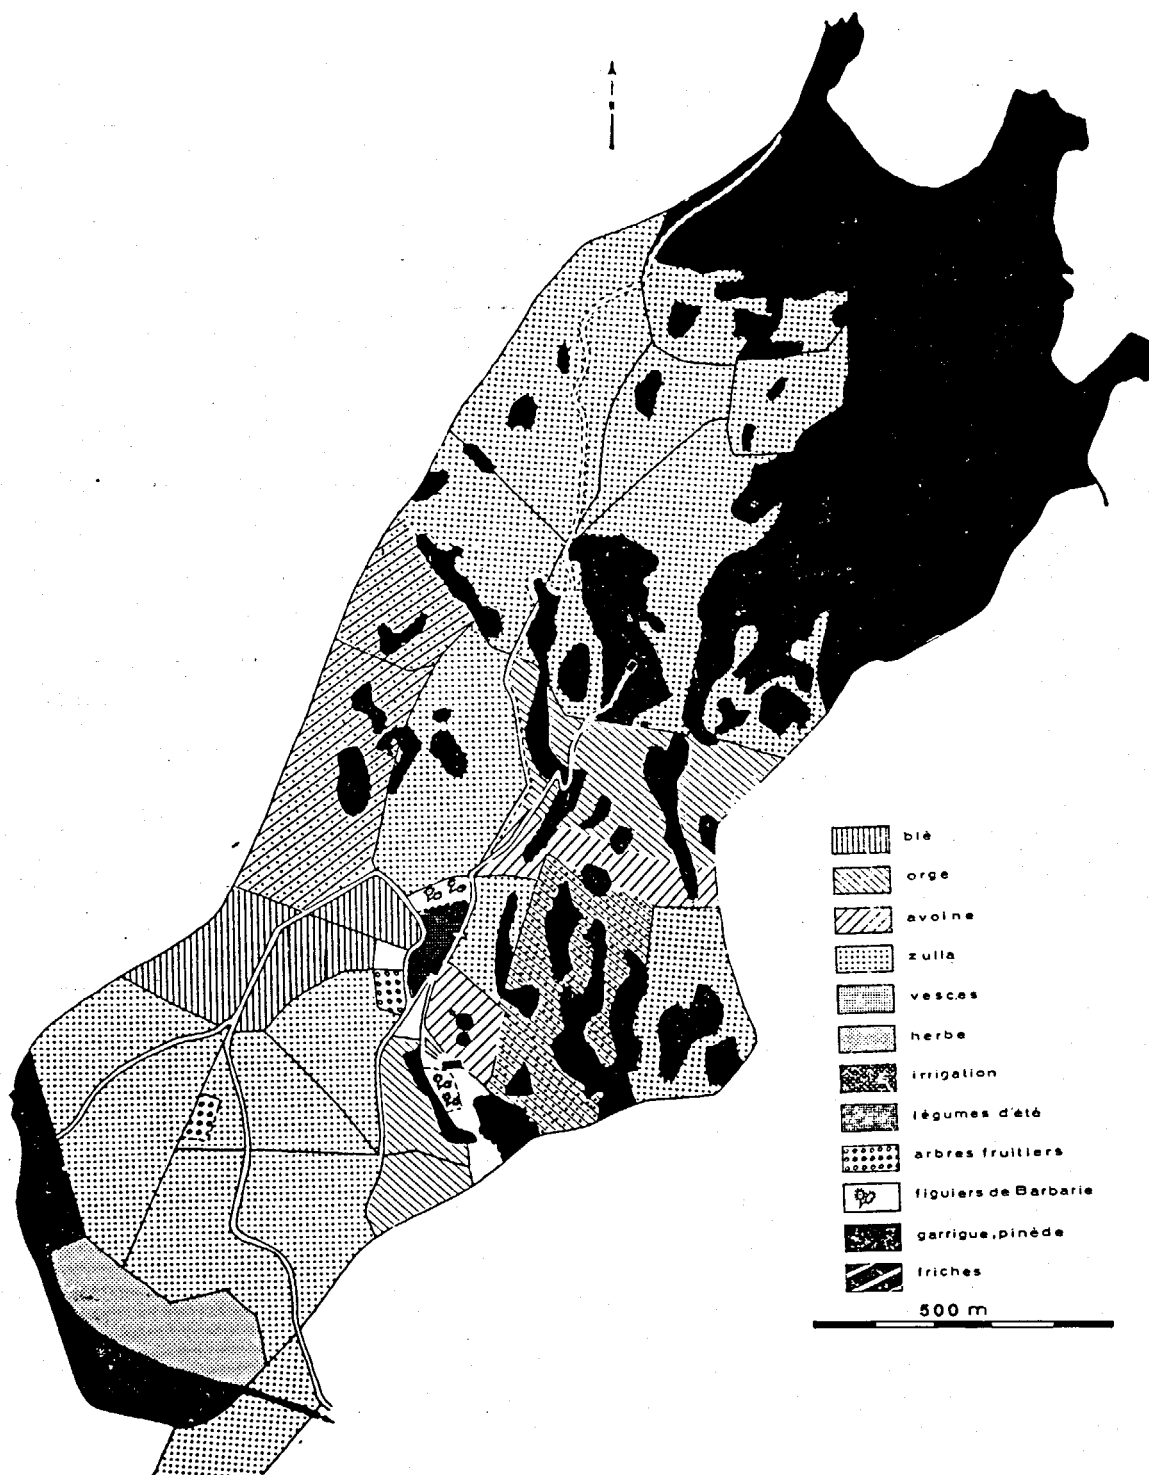 blé
orge
avoine
zulla
vesces
herbe
irrigation
légumes d'été
arbres fruitiers
figuiers de Barbarie
garrigue, pinède
friches
500 m